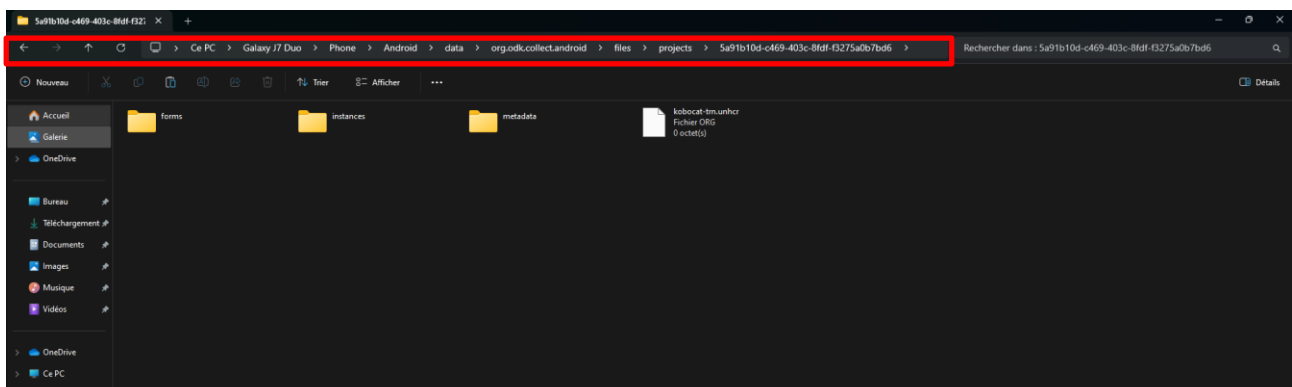 5a91b10d-c469-403c-8fdf-f327
Ce PC > Galaxy J7 Duo > Phone > Android > data > org.odk.collect.android > files > projects > 5a91b10d-c469-403c-8fdf-f3275a0b7bd6 >
Rechercher dans : 5a91b10d-c469-403c-8fdf-f3275a0b7bd6
Nouveau
Trier
Afficher
Détails
Accueil
Galerie
OneDrive
Bureau
Téléchargement
Documents
Images
Musique
Vidéos
OneDrive
Ce PC
forms
instances
metadata
kobocat-tm.unhcr
Fichier ORG
0 octet(s)